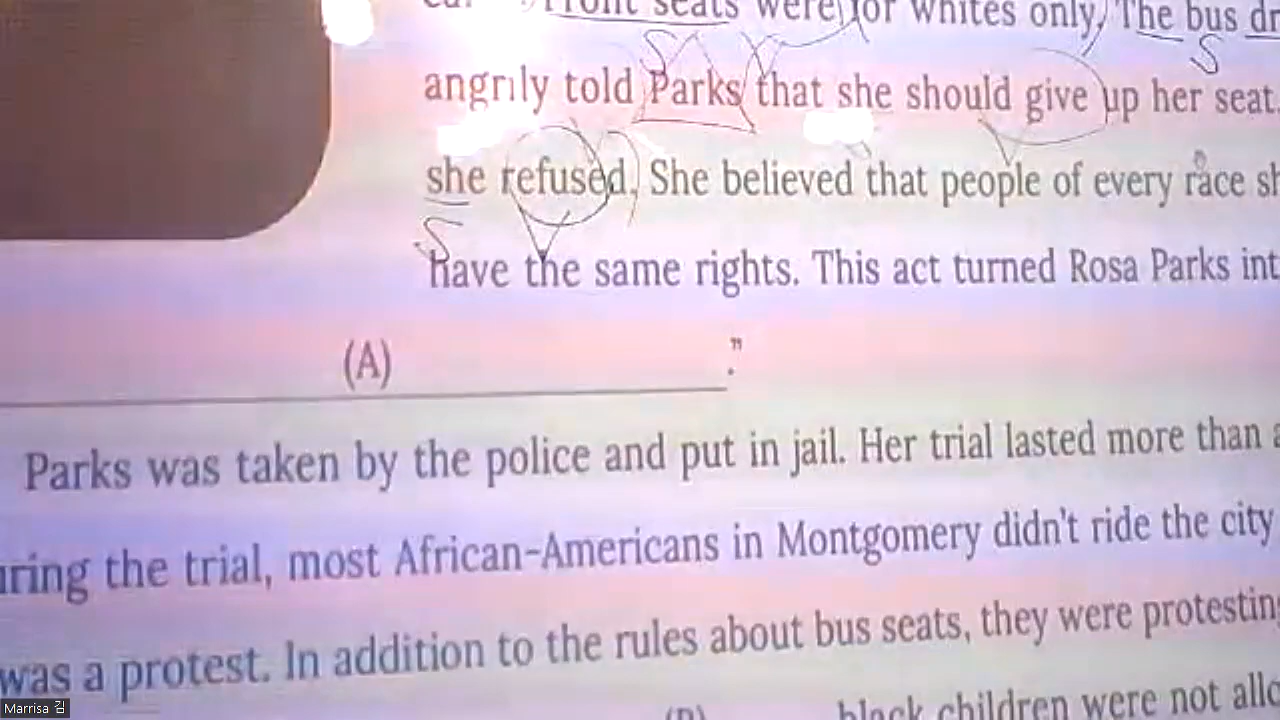 Front seats were for whites only. The bus
angrily told Parks that she should give up her seat.
she refused. She believed that people of every race
have the same rights. This act turned Rosa Parks
(A) ."
Parks was taken by the police and put in jail. Her trial lasted more than
the trial, most African-Americans in Montgomery didn't ride the city
was a protest. In addition to the rules about bus seats, they were
black children were not
Marrisa 김